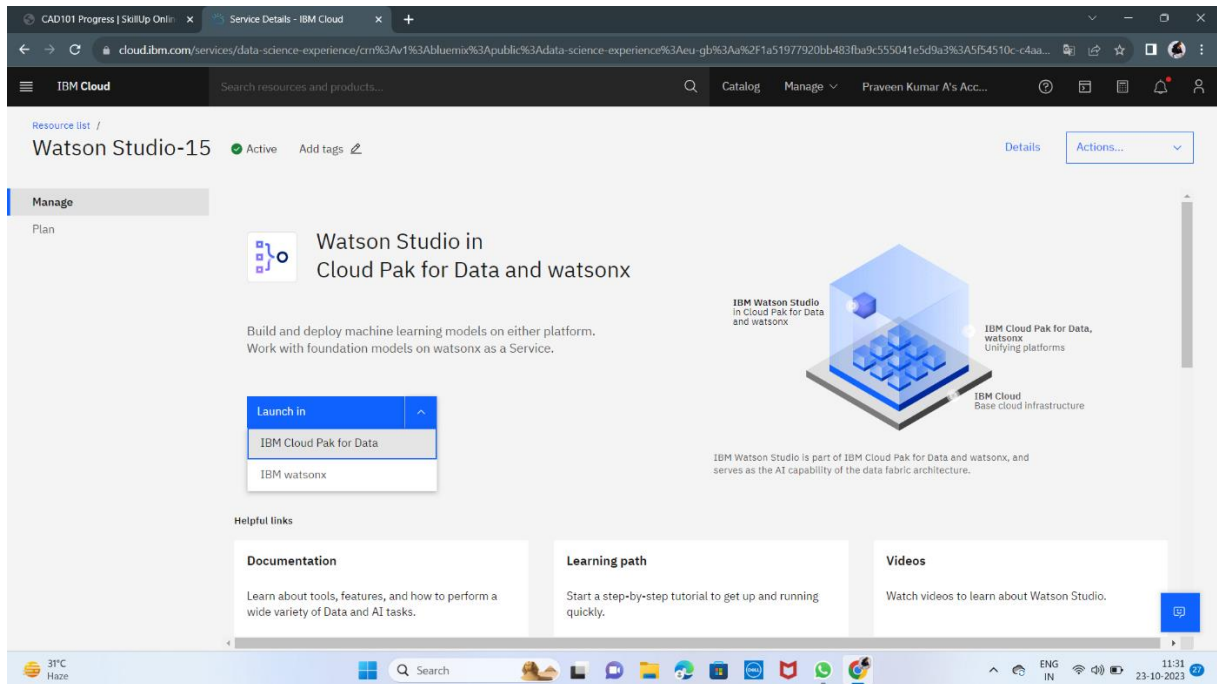 CAD101 Progress | SkillUp Onlin
Service Details - IBM Cloud
cloud.ibm.com/services/data-science-experience/crn%3Av1%3Abluemix%3Apublic%3Adata-science-experience%3Aeu-gb%3Aa%2F1a51977920bb483fba9c555041e5d9a3%3A5f54510c-c4aa...
IBM Cloud
Search resources and products...
Catalog
Manage
Praveen Kumar A's Acc...
Resource list /
Watson Studio-15
Active
Add tags
Details
Actions...
Manage
Plan
Watson Studio in
Cloud Pak for Data and watsonx
Build and deploy machine learning models on either platform.
Work with foundation models on watsonx as a Service.
Launch in
IBM Cloud Pak for Data
IBM watsonx
IBM Watson Studio
in Cloud Pak for Data
and watsonx
IBM Cloud Pak for Data,
watsonx
Unifying platforms
IBM Cloud
Base cloud infrastructure
IBM Watson Studio is part of IBM Cloud Pak for Data and watsonx, and
serves as the AI capability of the data fabric architecture.
Helpful links
Documentation
Learn about tools, features, and how to perform a
wide variety of Data and AI tasks.
Learning path
Start a step-by-step tutorial to get up and running
quickly.
Videos
Watch videos to learn about Watson Studio.
31°C
Haze
Search
ENG
IN
11:31
23-10-2023
27